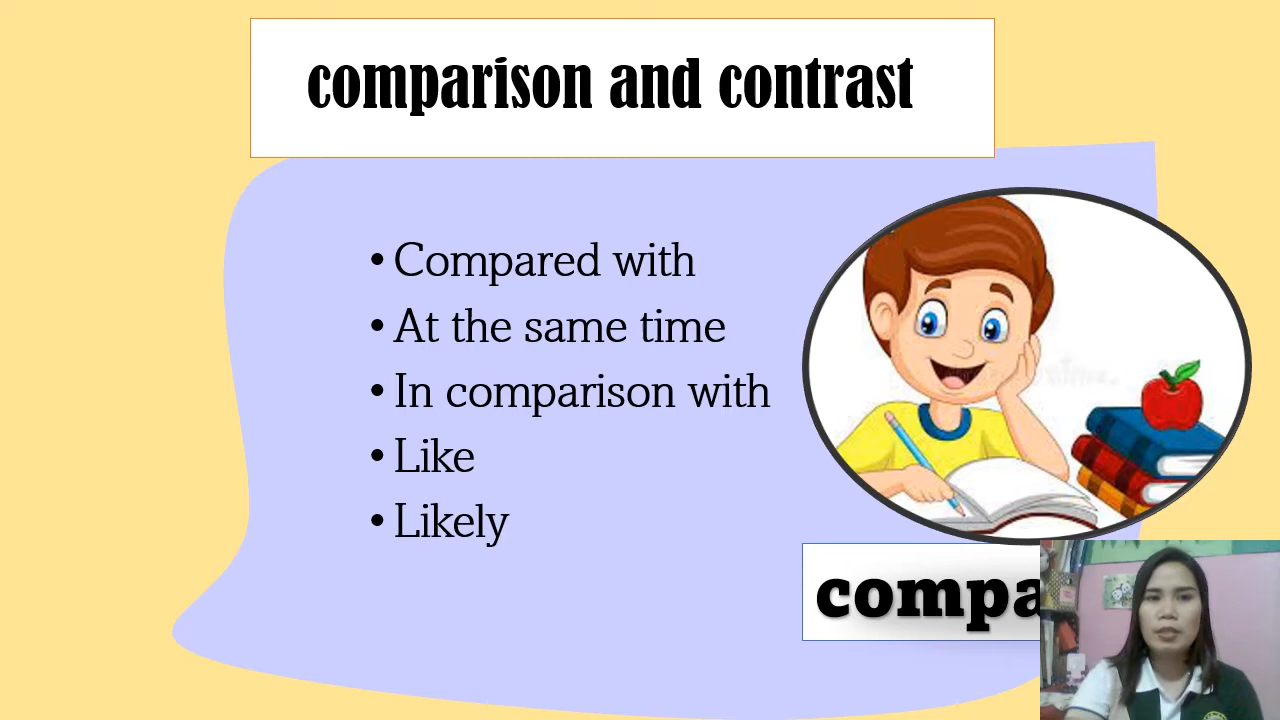 comparison and contrast
• Compared with
• At the same time
• In comparison with
• Like
• Likely
compa